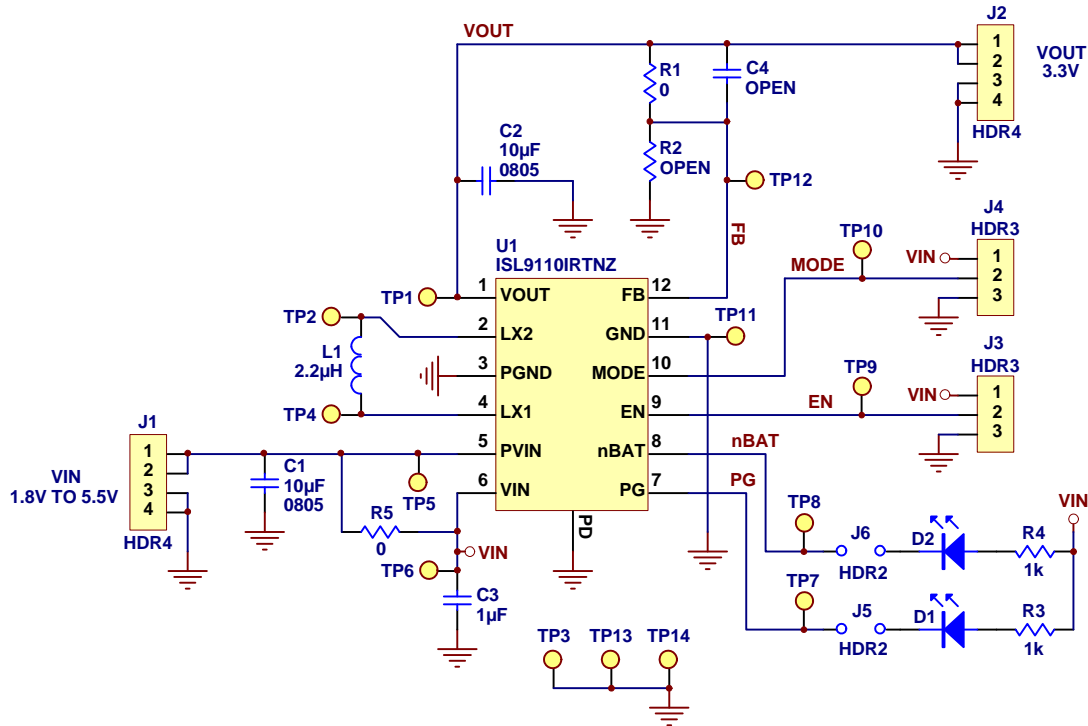 J2
VOUT
1
2
3
4
VOUT
3.3V
HDR4
R1
0
C4
OPEN
C2
10µF
0805
R2
OPEN
TP12
FB
J4
HDR3
TP10
VIN
1
2
3
MODE
U1
ISL9110IRTNZ
TP1
1
VOUT
FB
12
TP2
2
LX2
GND
11
TP11
L1
2.2µH
3
PGND
MODE
10
J3
HDR3
TP9
VIN
1
2
3
TP4
4
LX1
EN
9
EN
J1
1
2
3
4
HDR4
VIN
1.8V TO 5.5V
5
PVIN
nBAT
8
nBAT
C1
10µF
0805
TP5
6
VIN
PG
7
PG
R5
0
VIN
PD
TP6
C3
1µF
TP8
J6
HDR2
D2
R4
1k
VIN
TP7
J5
HDR2
D1
R3
1k
TP3
TP13
TP14